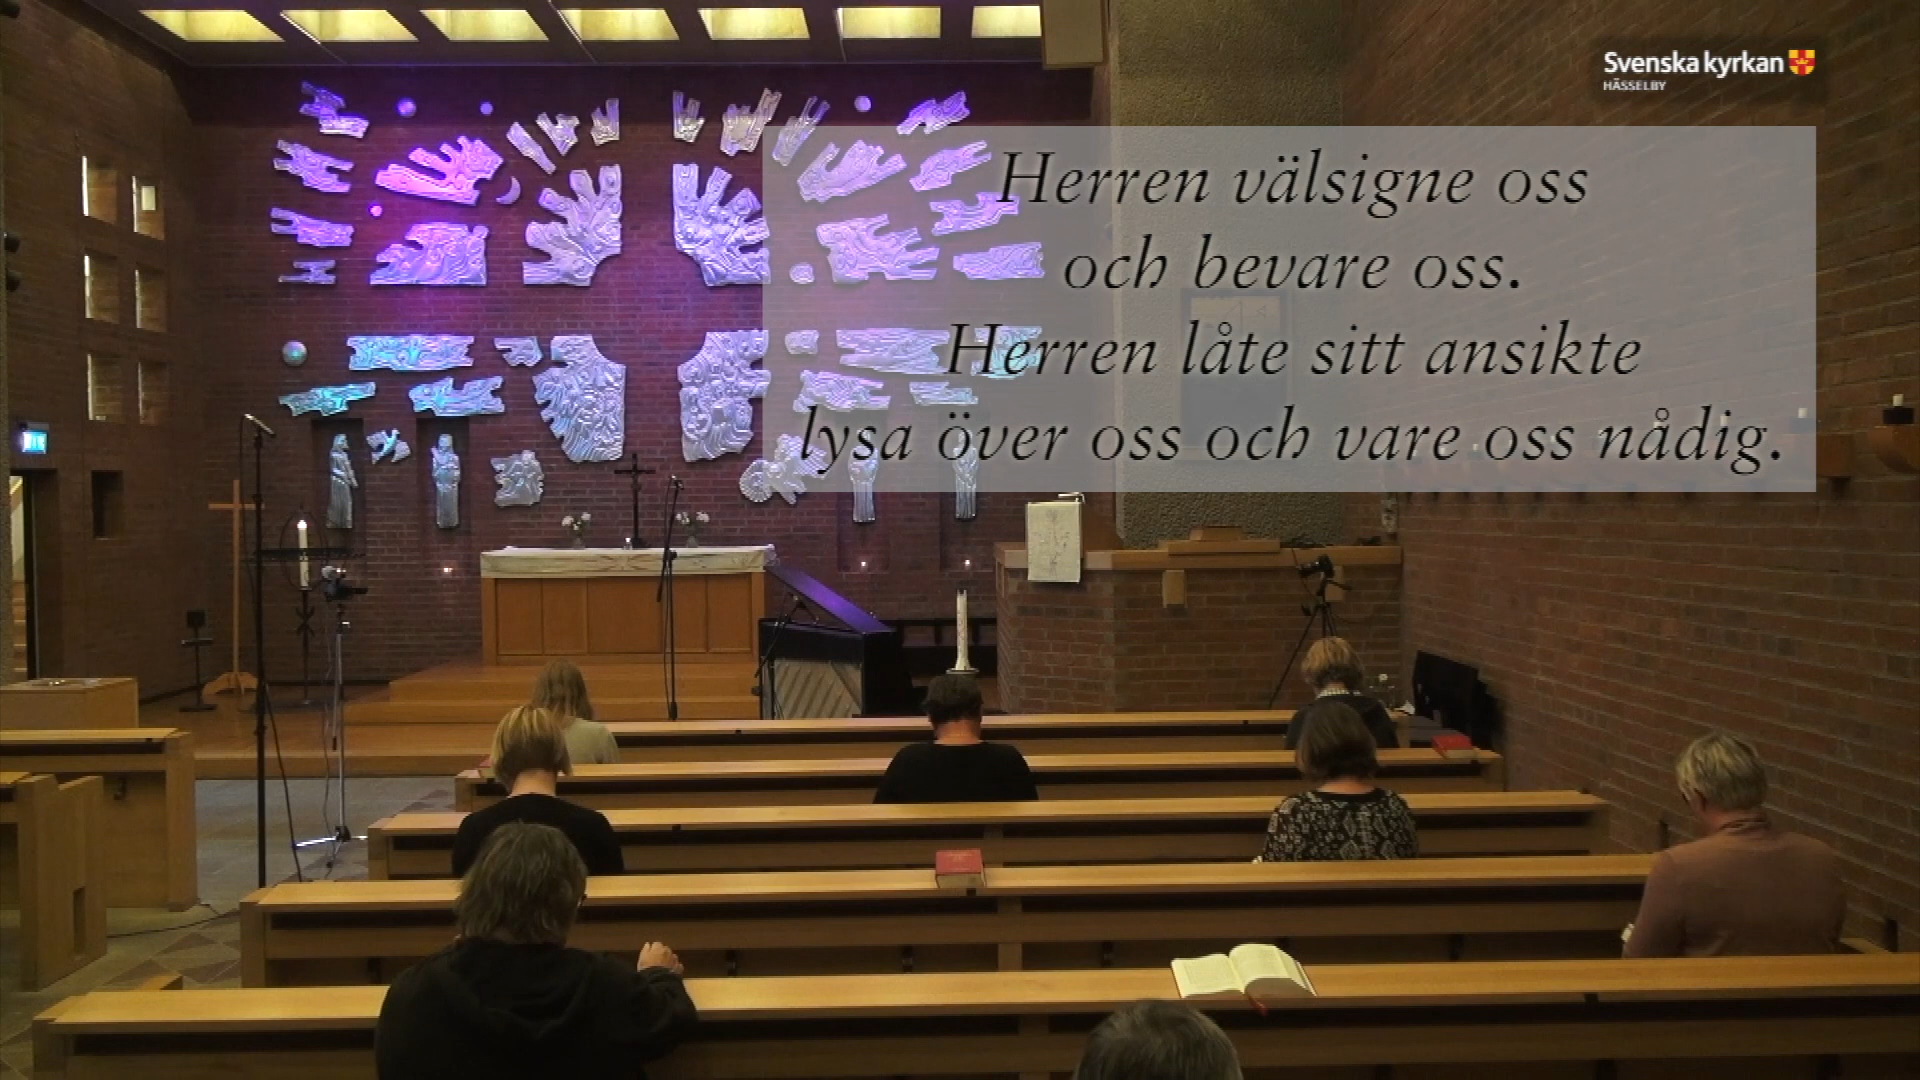 Svenska kyrkan
HÄSSELBY
Herren välsigne oss
och bevare oss.
Herren låte sitt ansikte
lysa över oss och vare oss nådig.